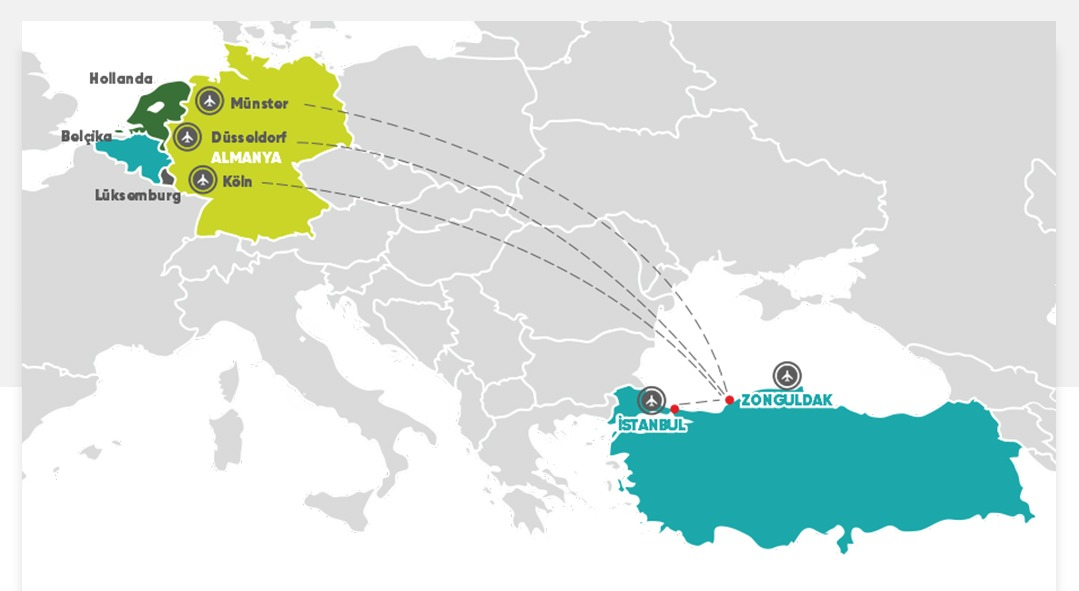 Hollanda
Münster
Belçika
Düsseldorf
ALMANYA
Köln
Lüksemburg
ZONGULDAK
İSTANBUL